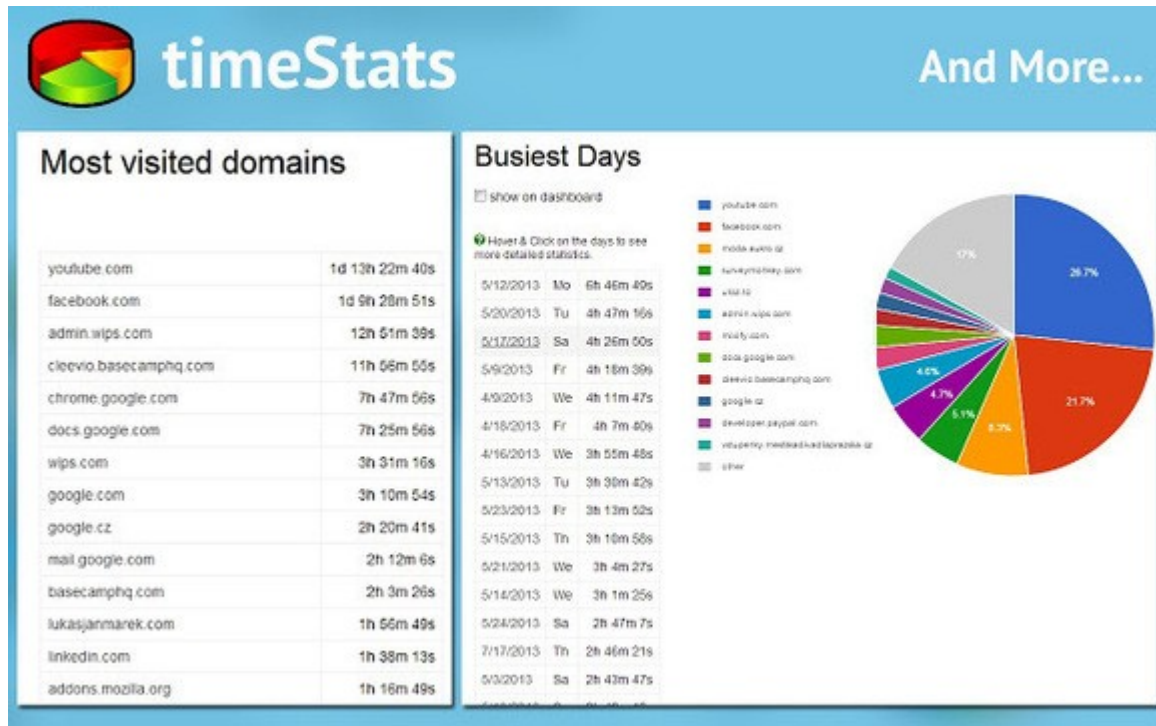 timeStats
And More...
Most visited domains
youtube.com 1d 13h 22m 40s
facebook.com 1d 9h 28m 51s
admin.wips.com 12h 51m 39s
cleevio.basecamphq.com 11h 56m 55s
chrome.google.com 7h 47m 56s
docs.google.com 7h 25m 56s
wips.com 3h 31m 16s
google.com 3h 10m 54s
google.cz 2h 20m 41s
mail.google.com 2h 12m 6s
basecamphq.com 2h 3m 26s
lukasjanmarek.com 1h 56m 49s
linkedin.com 1h 38m 13s
addons.mozilla.org 1h 16m 49s
Busiest Days
show on dashboard
Hover & Click on the days to see
more detailed statistics.
5/12/2013 Mo 6h 46m 49s
5/20/2013 Tu 4h 47m 16s
5/17/2013 Sa 4h 26m 50s
5/9/2013 Fr 4h 18m 39s
4/9/2013 We 4h 11m 47s
4/18/2013 Fr 4h 7m 40s
4/16/2013 We 3h 55m 48s
5/13/2013 Tu 3h 30m 42s
5/23/2013 Fr 3h 13m 52s
5/15/2013 Th 3h 10m 58s
5/21/2013 We 3h 4m 27s
5/14/2013 We 3h 1m 25s
5/24/2013 Sa 2h 47m 7s
7/17/2013 Th 2h 46m 21s
5/3/2013 Sa 2h 43m 47s
youtube.com
facebook.com
moda.aukro.cz
surveymonkey.com
admin.wips.com
docs.google.com
cleevio.basecamphq.com
google.cz
developer.paypal.com
other
17%
26.7%
21.7%
8.3%
5.1%
4.7%
4.6%